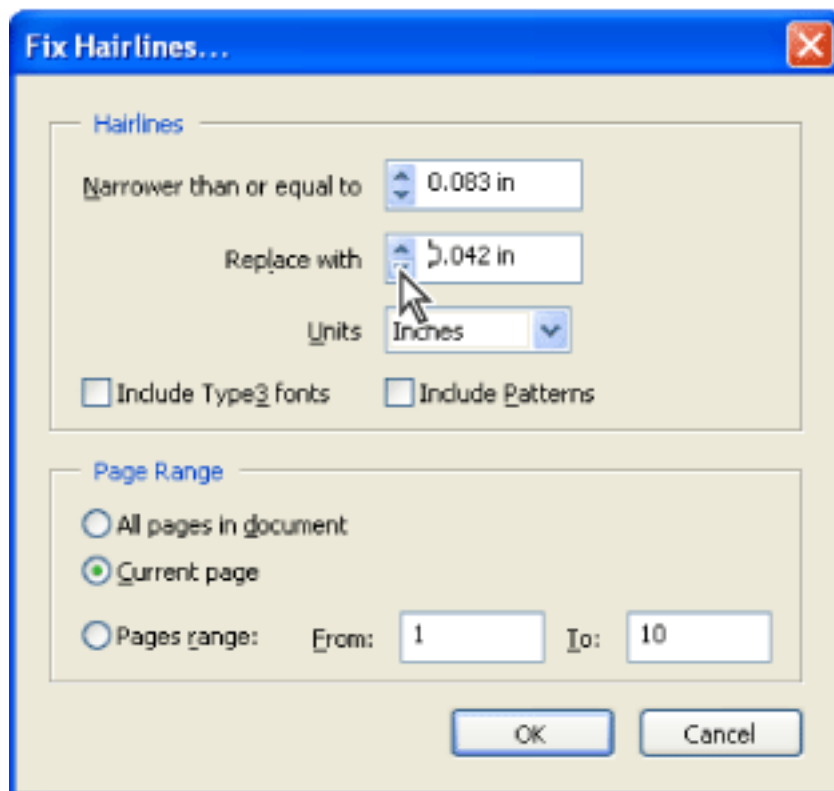 Fix Hairlines...
Hairlines
Narrower than or equal to 0.083 in
Replace with 0.042 in
Units Inches
Include Type3 fonts Include Patterns
Page Range
All pages in document
Current page
Pages range: From: 1 To: 10
OK Cancel